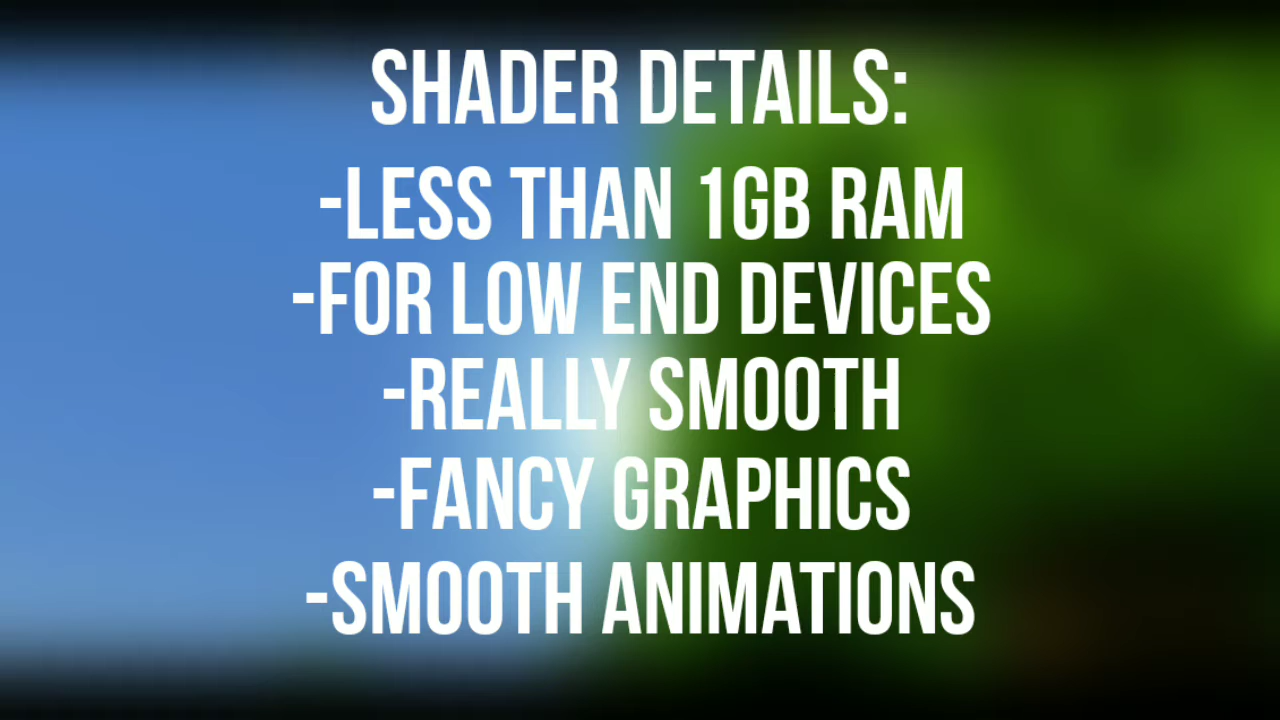 SHADER DETAILS:
-LESS THAN 1GB RAM
-FOR LOW END DEVICES
-REALLY SMOOTH
-FANCY GRAPHICS
-SMOOTH ANIMATIONS